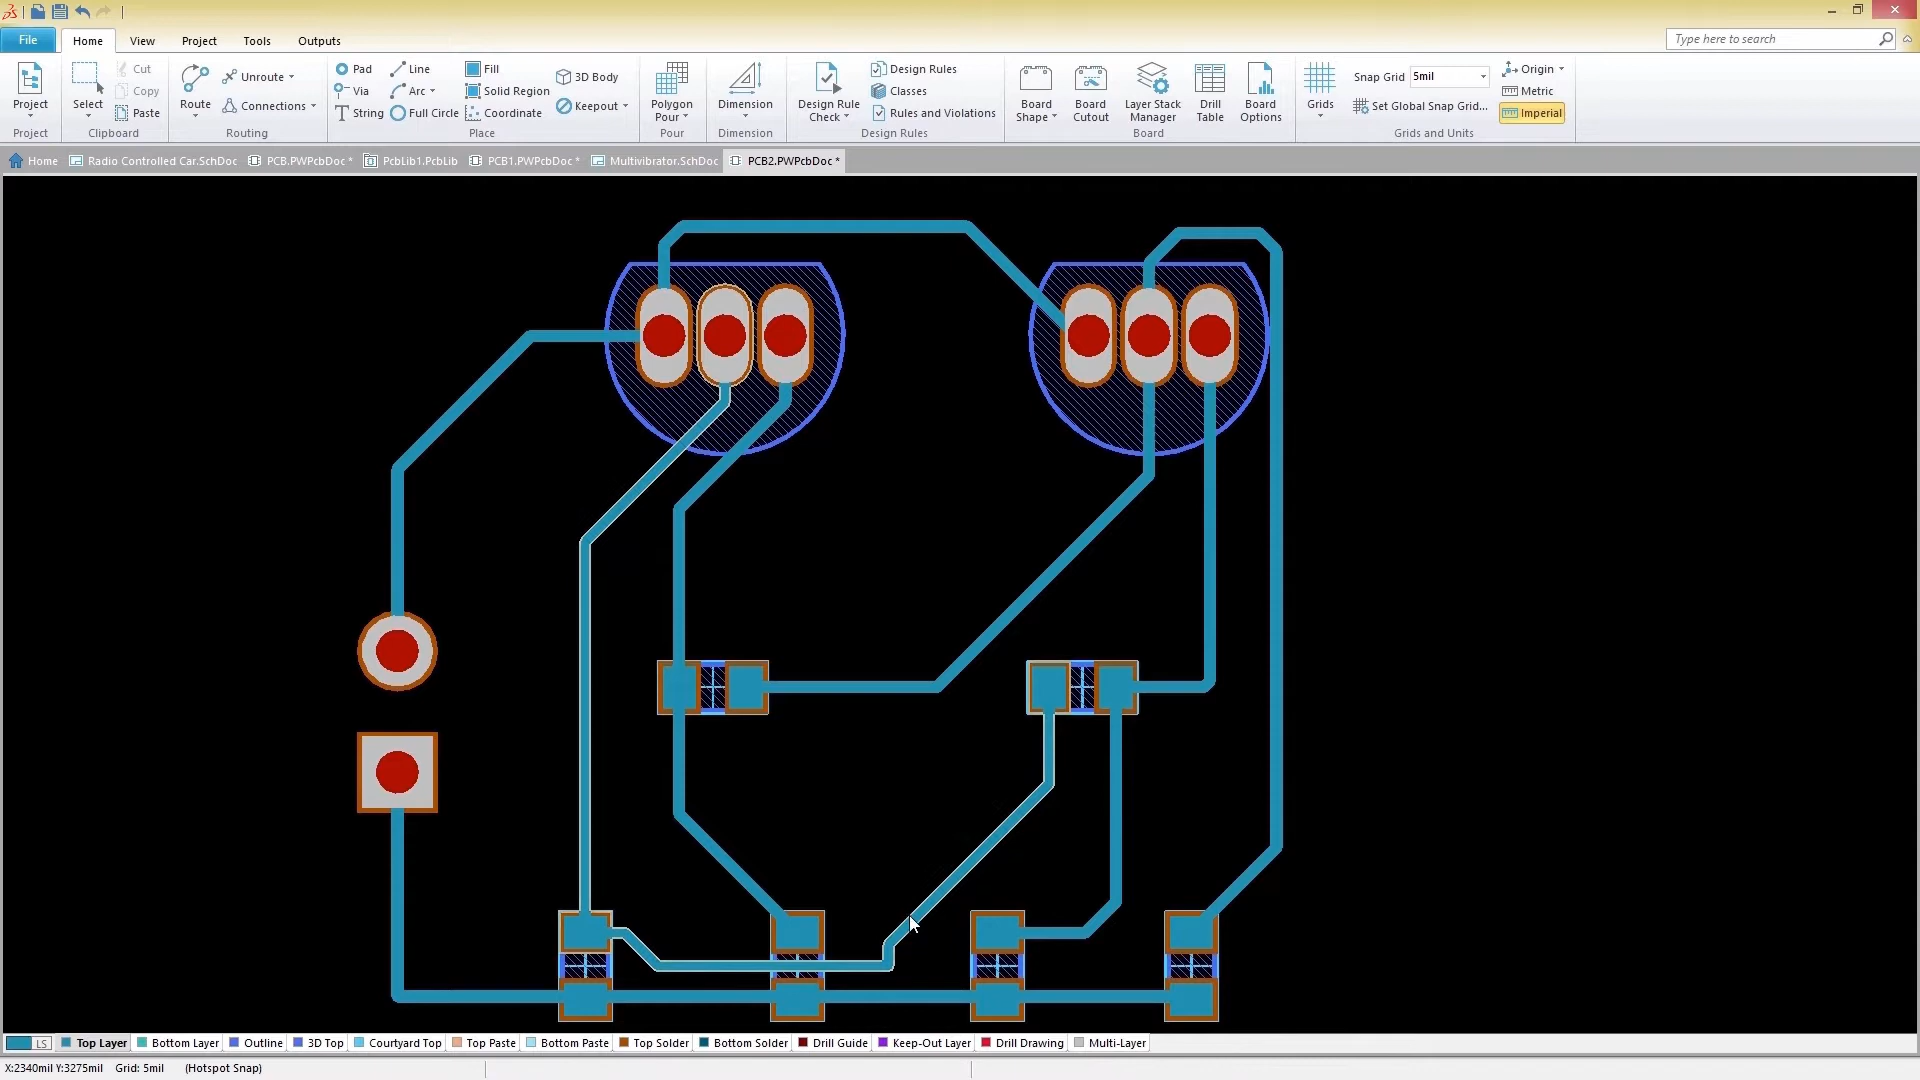 File Home View Project Tools Outputs Type here to search
Project Select Cut Copy Paste Route Unroute Connections
Pad Line Fill 3D Body
Via Arc Solid Region Keepout
String Full Circle Coordinate
Polygon Pour Dimension Design Rule Check
Design Rules
Classes
Rules and Violations
Board Shape Board Cutout Layer Stack Manager Drill Table Board Options Grids
Snap Grid 5mil Origin
Metric
Set Global Snap Grid... Imperial
Project Clipboard Routing Place Pour Dimension Design Rules Board Grids and Units
Home Radio Controlled Car.SchDoc PCB.PWPcbDoc * PcbLib1.PcbLib PCB1.PWPcbDoc * Multivibrator.SchDoc PCB2.PWPcbDoc *
LS Top Layer Bottom Layer Outline 3D Top Courtyard Top Top Paste Bottom Paste Top Solder Bottom Solder Drill Guide Keep-Out Layer Drill Drawing Multi-Layer
X:2340mil Y:3275mil Grid: 5mil (Hotspot Snap)